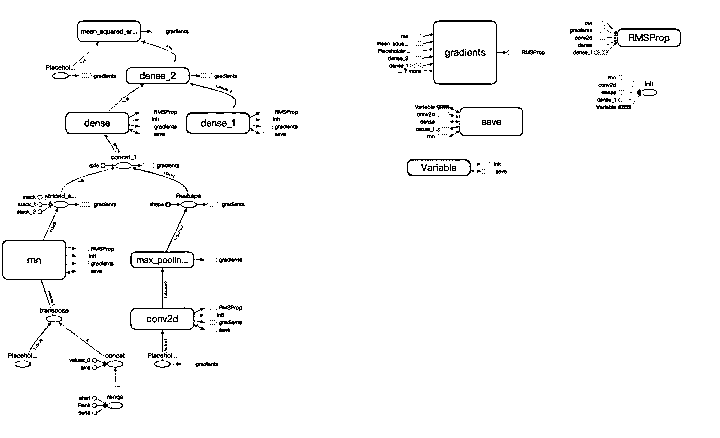 mean_squared_er...
gradients
Placehol...
gradients
dense_2
gradients
dense
RMSProp
init
gradients
save
dense_1
RMSProp
init
gradients
save
concat_1
axis
gradients
stack
stack_1
stack_2
strided_s...
gradients
Reshape
shape
gradients
rnn
RMSProp
init
gradients
save
max_poolin...
gradients
conv2d
RMSProp
init
gradients
save
transpose
Placehol...
values_0
axis
concat
Placehol...
gradients
start
Rank
delta
range
rnn
mean_squa...
Placeholder...
dense_2
dense_1
... 7 more
gradients
RMSProp
Variable
conv2d
dense
dense_1
rnn
save
Variable
init
save
rnn
gradients
conv2d
dense
dense_1
RMSProp
rnn
conv2d
dense
dense_1
Variable
init